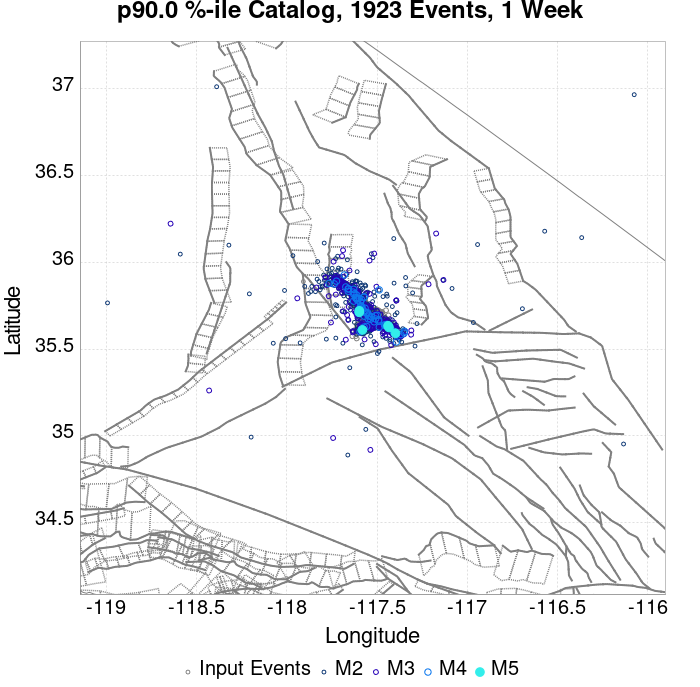 p90.0 %-ile Catalog, 1923 Events, 1 Week
37
36.5
36
35.5
35
34.5
Latitude
-119 -118.5 -118 -117.5 -117 -116.5 -116
Longitude
Input Events M2 M3 M4 M5